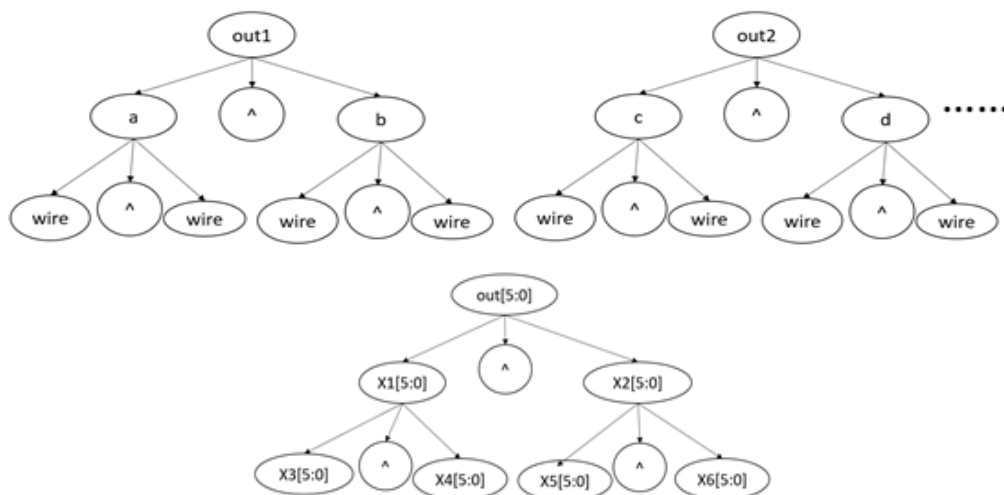 out1 out2
a ^ b c ^ d ......
wire ^ wire wire ^ wire wire ^ wire wire ^ wire
out[5:0]
X1[5:0] ^ X2[5:0]
X3[5:0] ^ X4[5:0] X5[5:0] ^ X6[5:0]